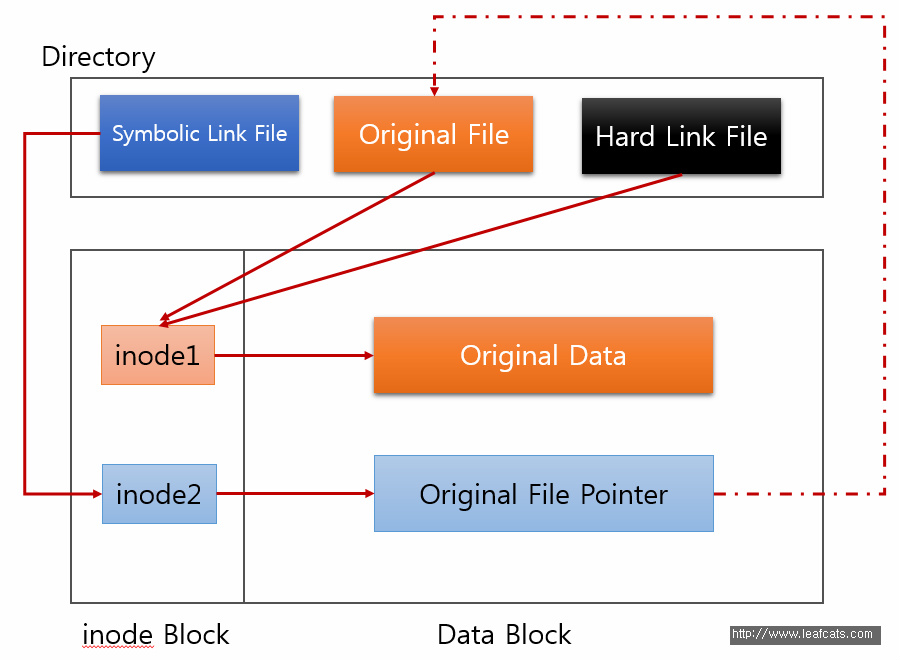 Directory
Symbolic Link File
Original File
Hard Link File
inode1
Original Data
inode2
Original File Pointer
inode Block
Data Block
http://www.leafcats.com